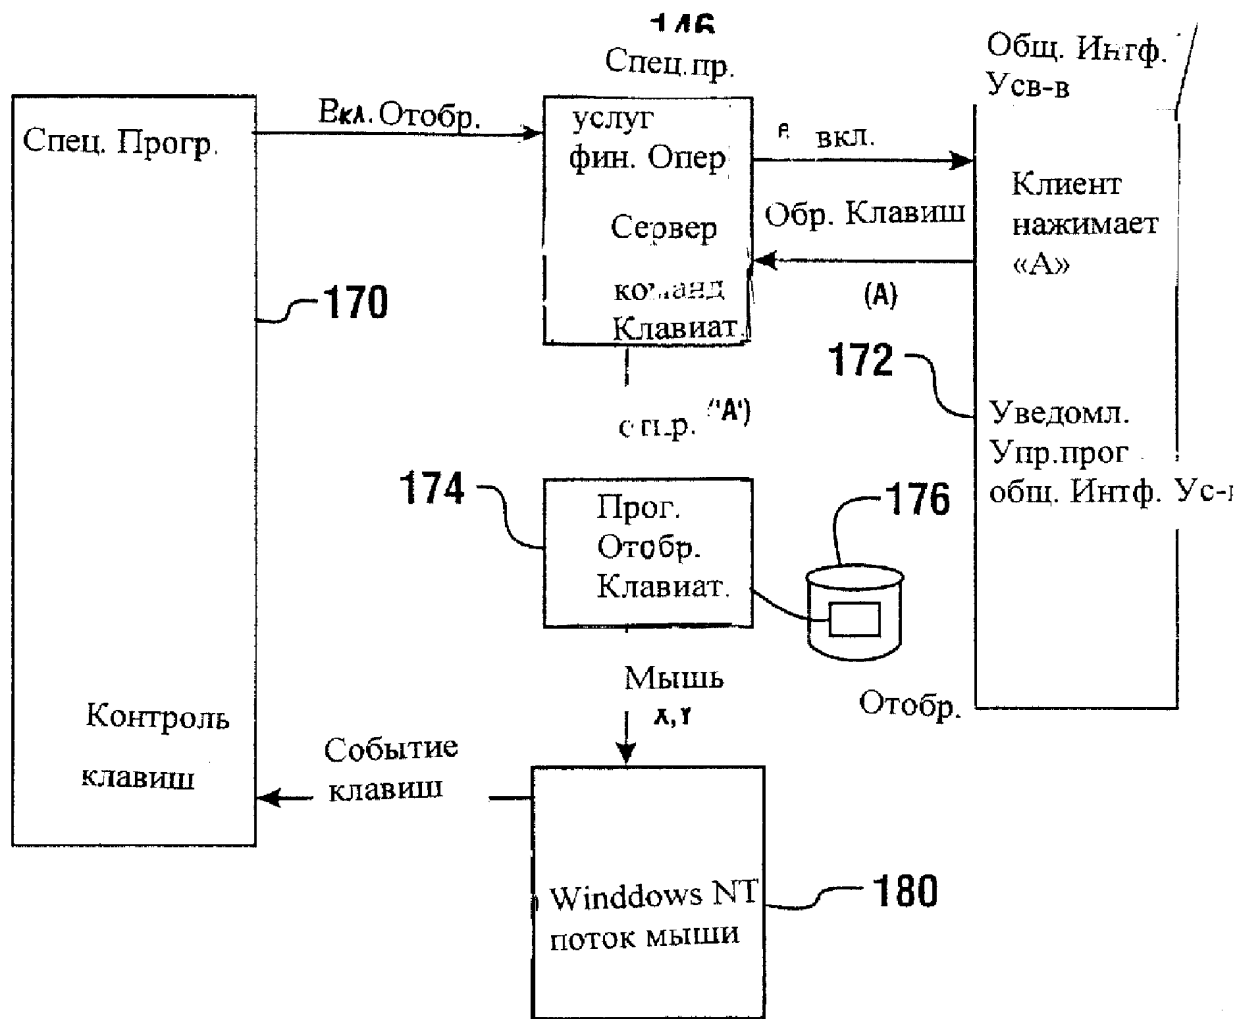 146
Спец.пр.
Общ. Интф.
Усв-в
Спец. Прогр.
Вкл. Отобр.
услуг
фин. Опер
вкл.
Клиент
нажимает
«А»
Обр. Клавиш
(А)
Сервер
команд
Клавиат.
170
172
('А')
Уведомл.
Упр.прог
общ. Интф. Ус-в
174
Прог.
Отобр.
Клавиат.
176
Мышь
X,Y
Отобр.
Контроль
клавиш
Событие
клавиш
Winddows NT
поток мыши
180